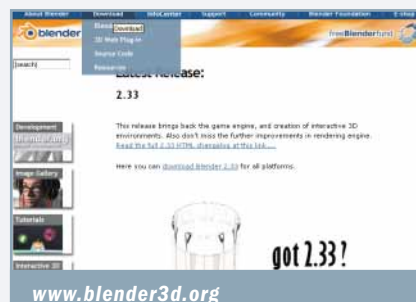 About Blender Download InfoCenter Support Community Blender Foundation E-shop
blender
freeBlenderfund
Download
3D Web Plug-in
Source Code
Resources
[search]
Latest Release:
2.33
This release brings back the game engine, and creation of interactive 3D
environments. Also don't miss the further improvements in rendering engine.
Read the full 2.33 HTML changelog at this link....
Here you can download Blender 2.33 for all platforms.
Development
blender.org
Image Gallery
Tutorials
Interactive 3D
got 2.33?
www.blender3d.org